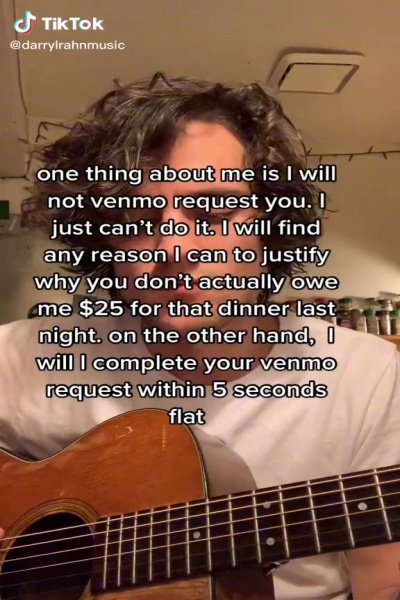 TikTok
@darrylrahnmusic
one thing about me is I will
not venmo request you. I
just can't do it. I will find
any reason I can to justify
why you don't actually owe
me $25 for that dinner last
night. on the other hand, I
will I complete your venmo
request within 5 seconds
flat